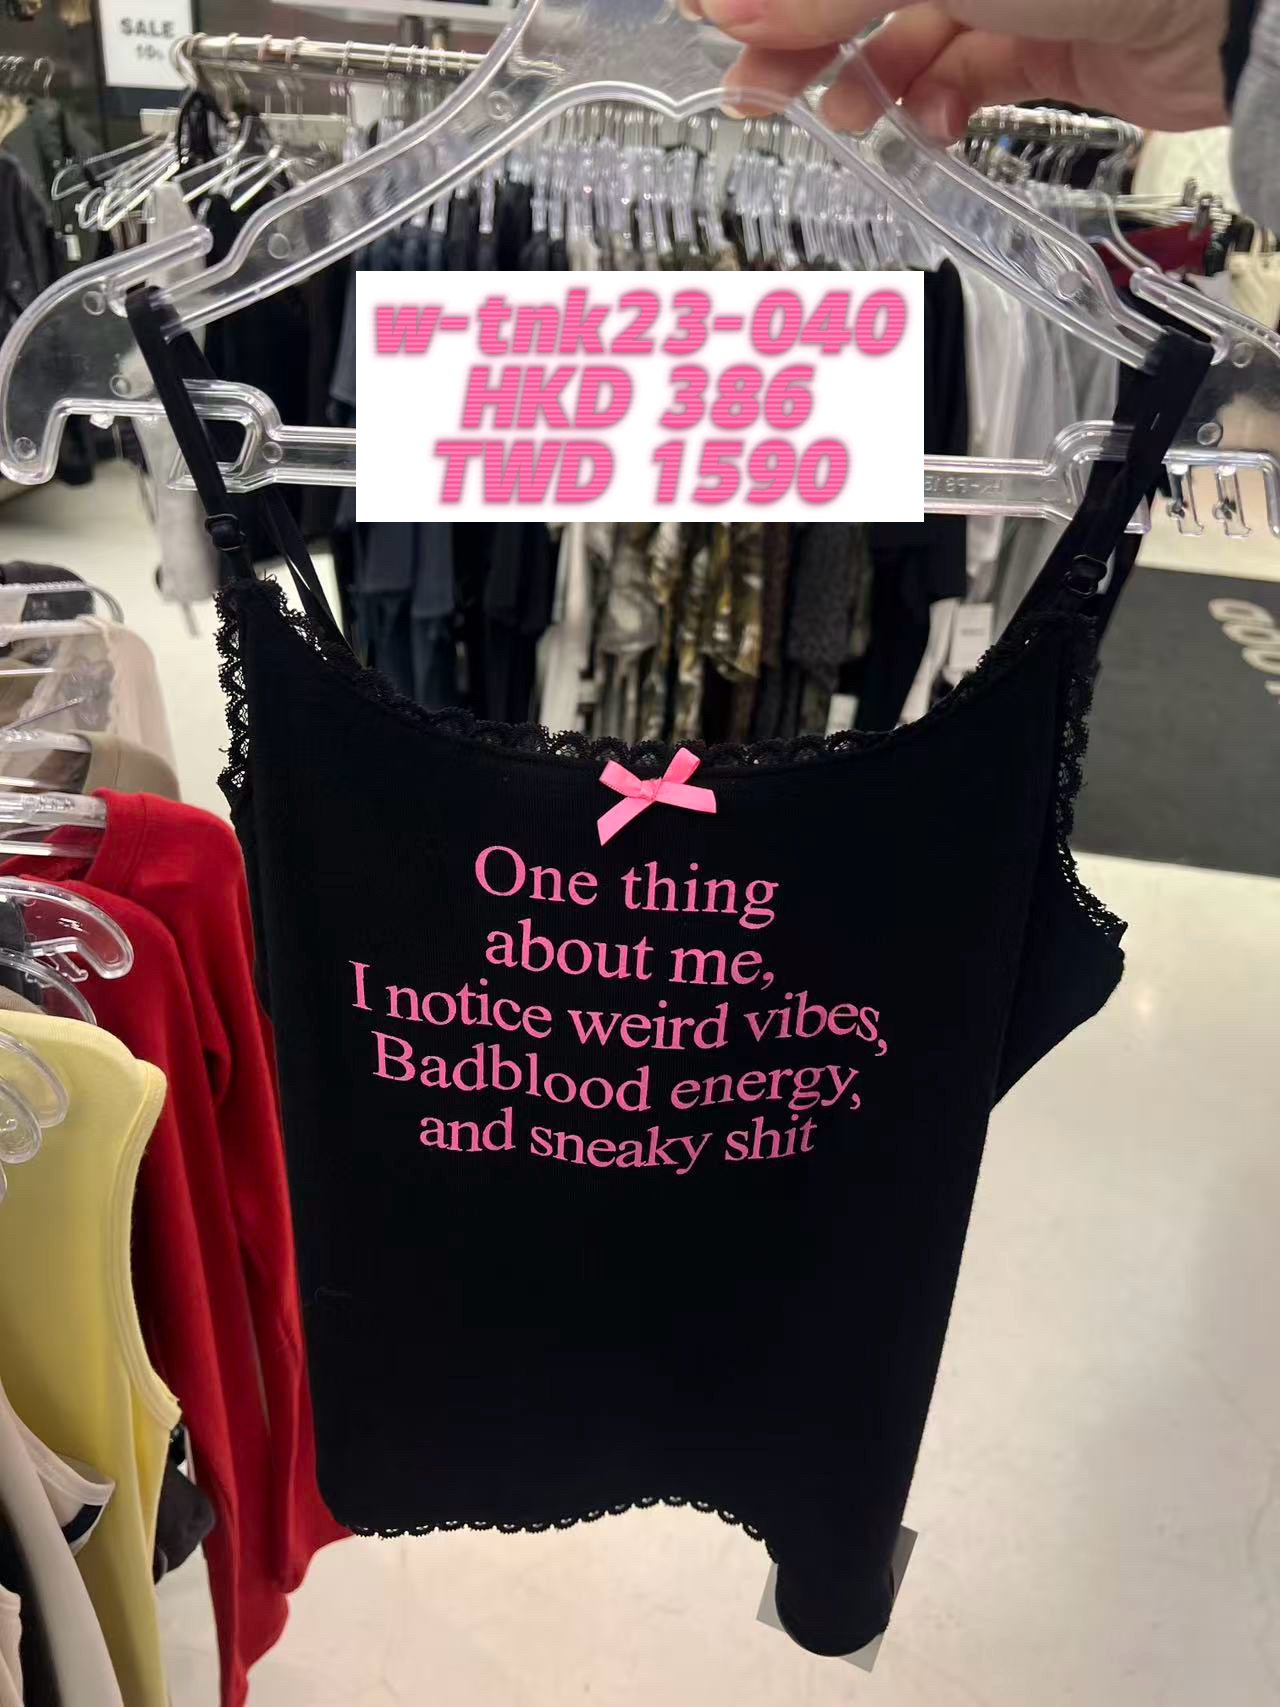 SALE
w-tnk23-040
HKD 386
TWD 1590
One thing
about me,
I notice weird vibes,
Badblood energy,
and sneaky shit